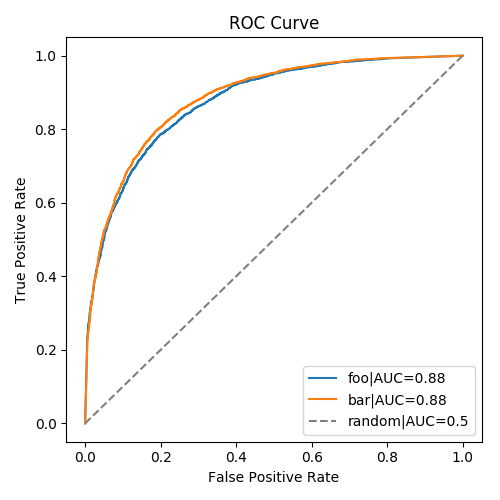 ROC Curve
True Positive Rate
1.0
0.8
0.6
0.4
0.2
0.0
0.0 0.2 0.4 0.6 0.8 1.0
False Positive Rate
foo|AUC=0.88
bar|AUC=0.88
random|AUC=0.5